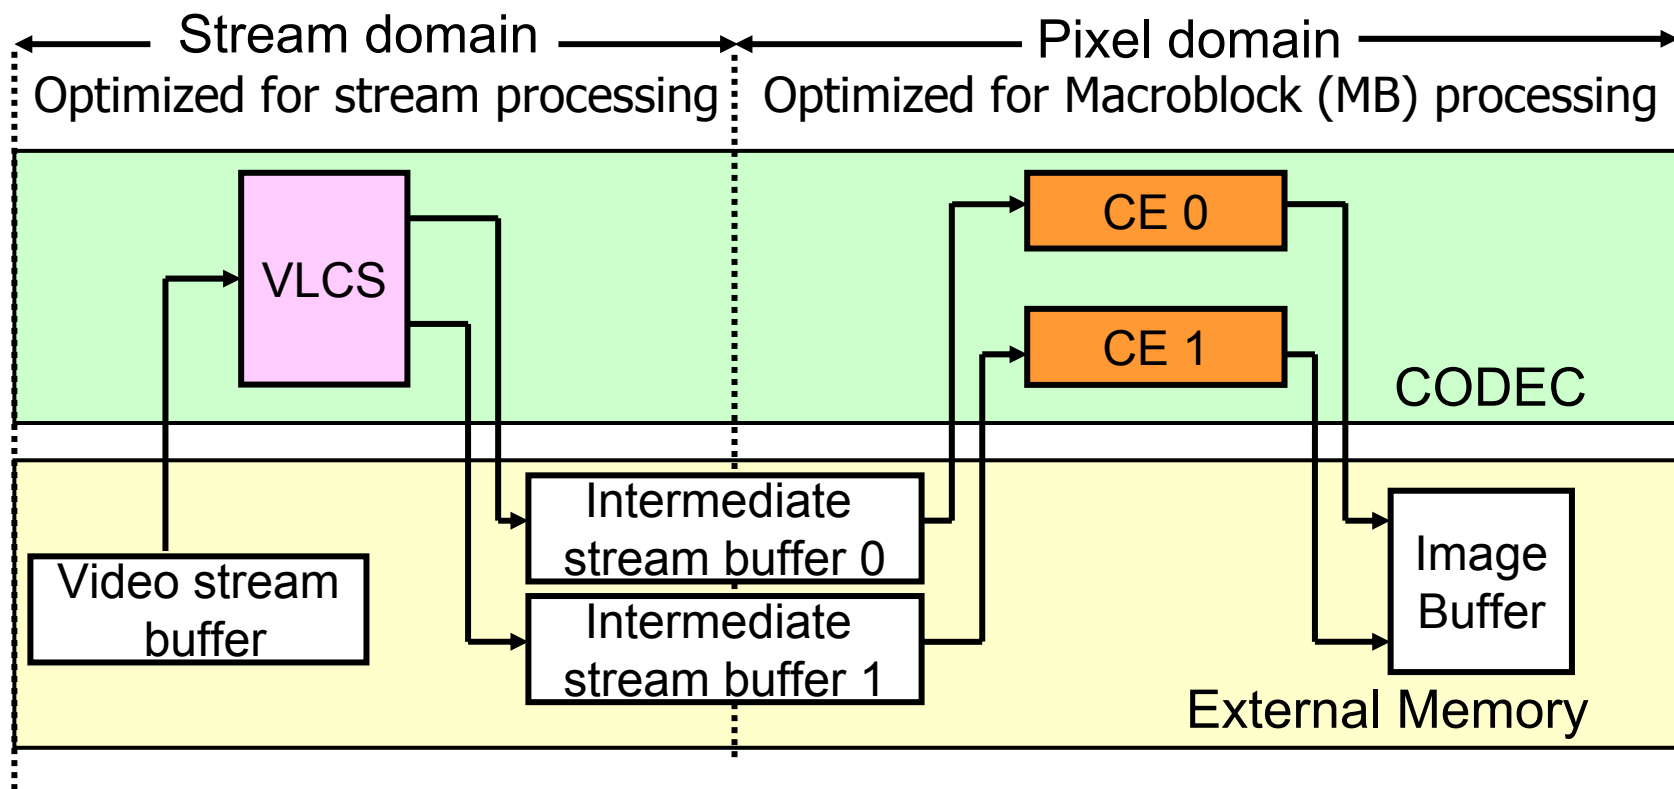 Stream domain
Pixel domain
Optimized for stream processing
Optimized for Macroblock (MB) processing
VLCS
CE 0
CE 1
CODEC
Video stream
buffer
Intermediate
stream buffer 0
Intermediate
stream buffer 1
Image
Buffer
External Memory